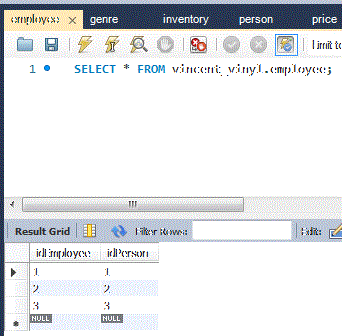 employee × genre inventory person price
Limit to
1 SELECT * FROM vincent_vinyl.employee;
Result Grid Filter Rows: Edit:
idEmployee idPerson
1 1
2 2
3 3
NULL NULL